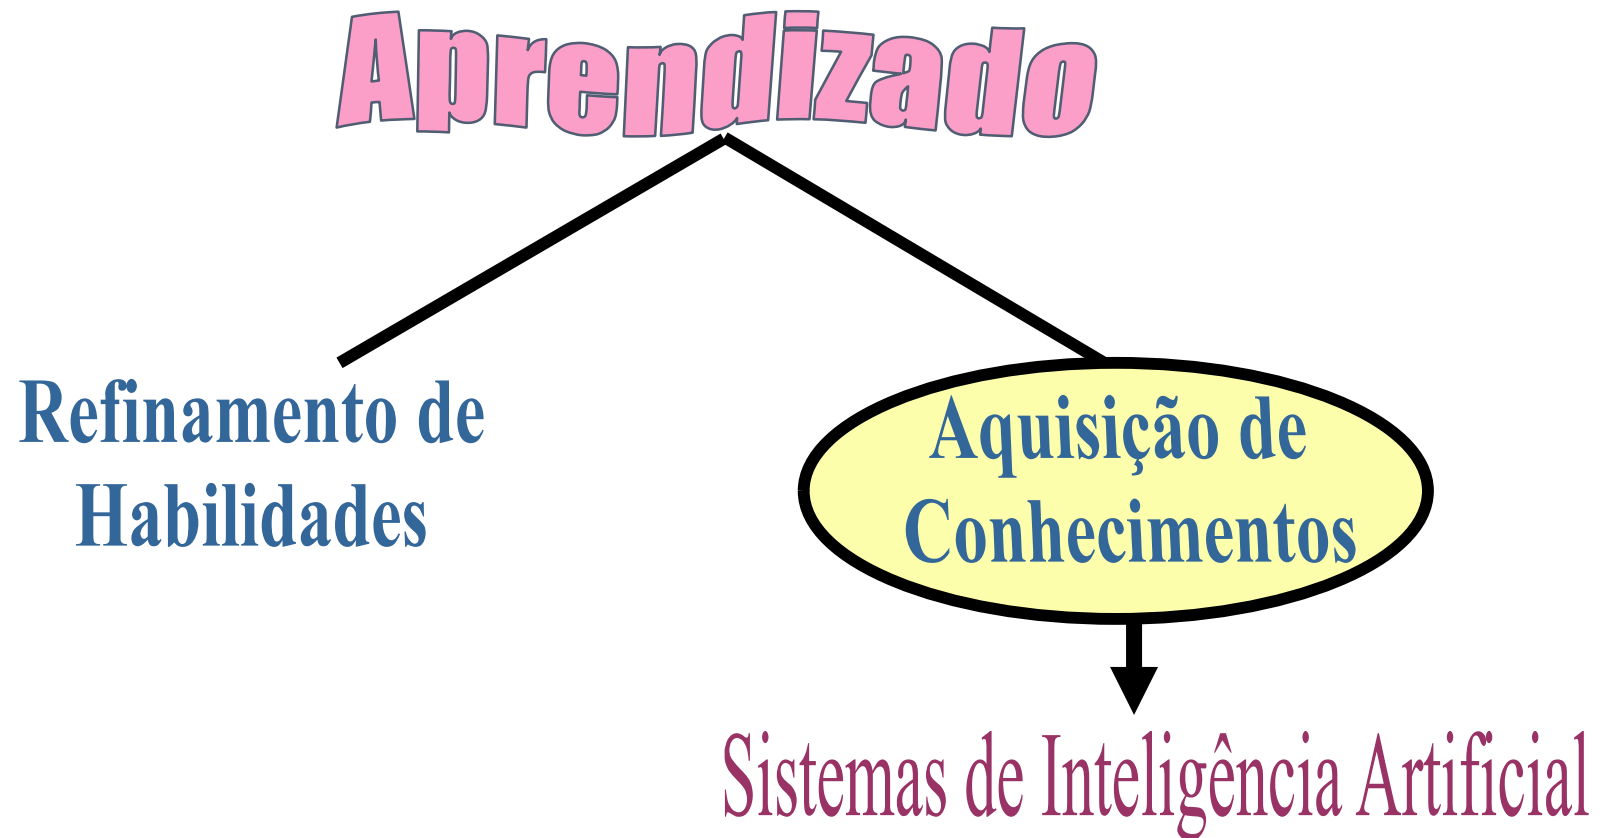 Aprendizado
Refinamento de
Habilidades
Aquisição de
Conhecimentos
Sistemas de Inteligência Artificial